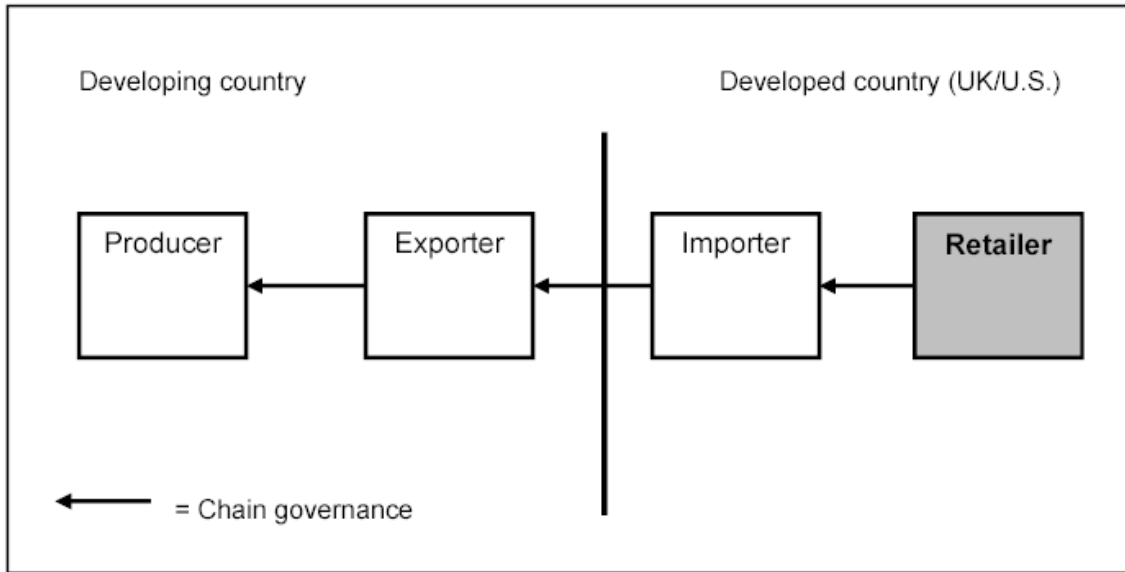 Developing country
Developed country (UK/U.S.)
Producer
Exporter
Importer
Retailer
= Chain governance